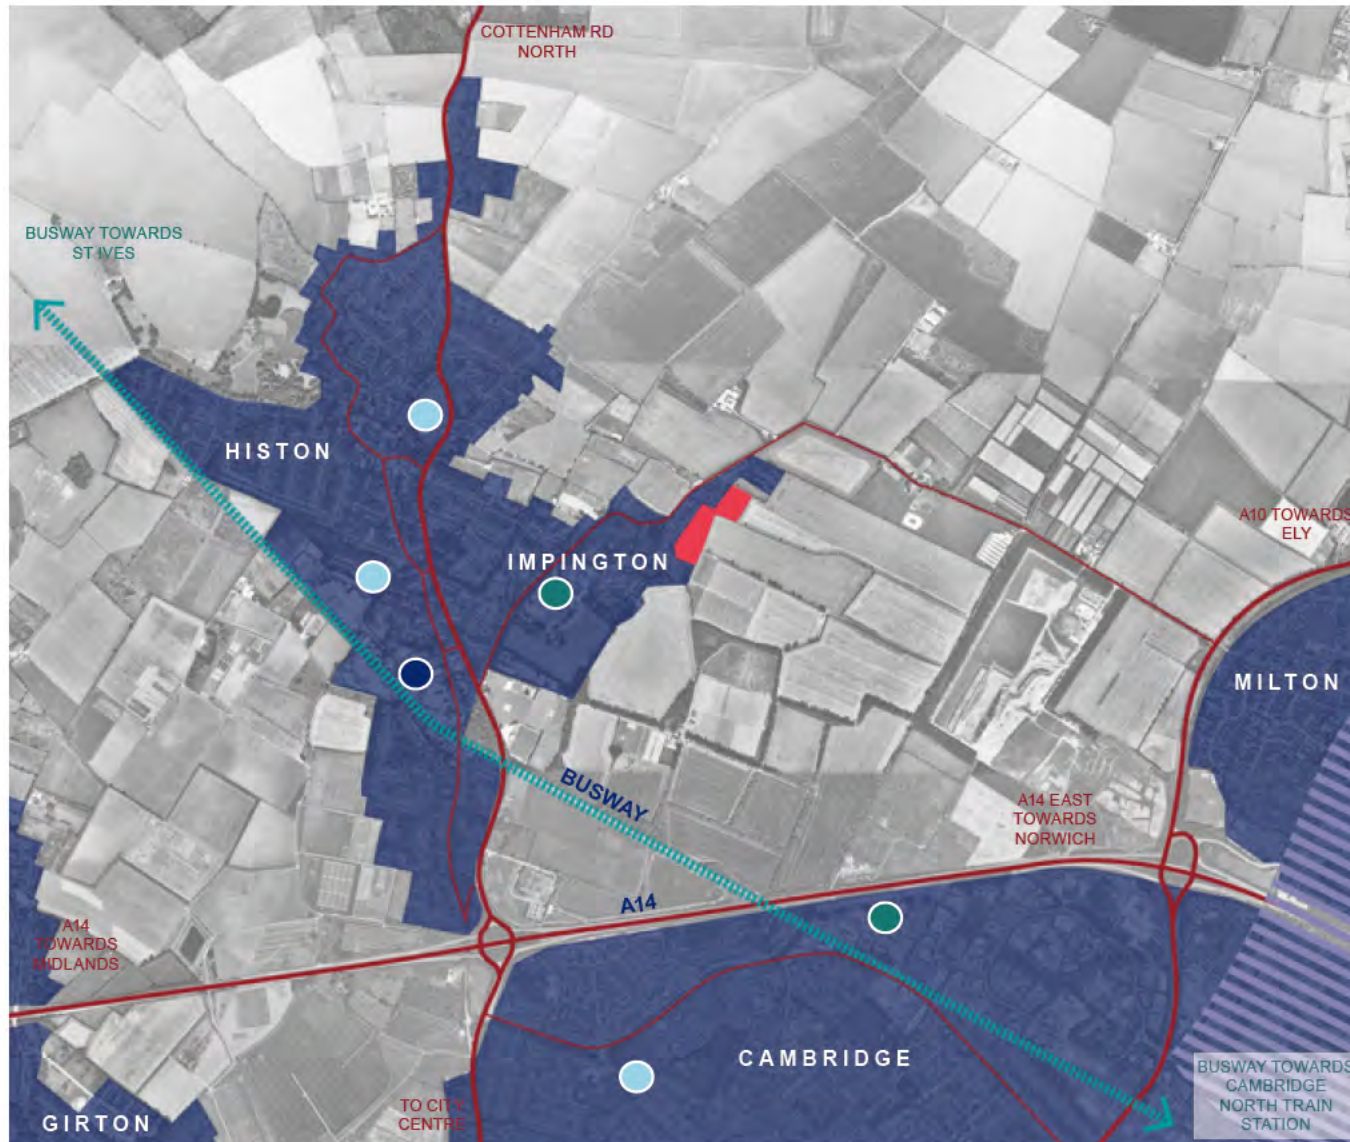 COTTENHAM RD
NORTH
BUSWAY TOWARDS
ST IVES
HISTON
IMPINGTON
A10 TOWARDS
ELY
MILTON
BUSWAY
A14 EAST
TOWARDS
NORWICH
A14
A14
TOWARDS
MIDLANDS
CAMBRIDGE
BUSWAY TOWARDS
CAMBRIDGE
NORTH TRAIN
STATION
TO CITY
CENTRE
GIRTON